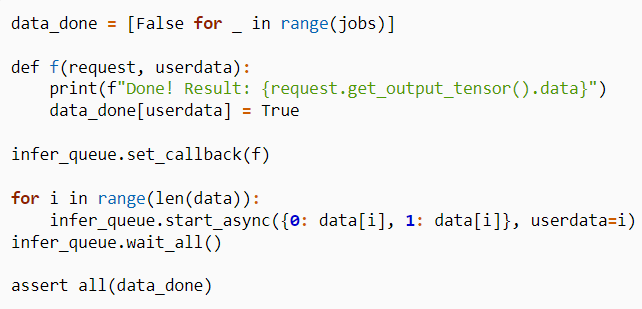 data_done = [False for _ in range(jobs)]
def f(request, userdata):
    print(f"Done! Result: {request.get_output_tensor().data}")
    data_done[userdata] = True
infer_queue.set_callback(f)
for i in range(len(data)):
    infer_queue.start_async({0: data[i], 1: data[i]}, userdata=i)
infer_queue.wait_all()
assert all(data_done)